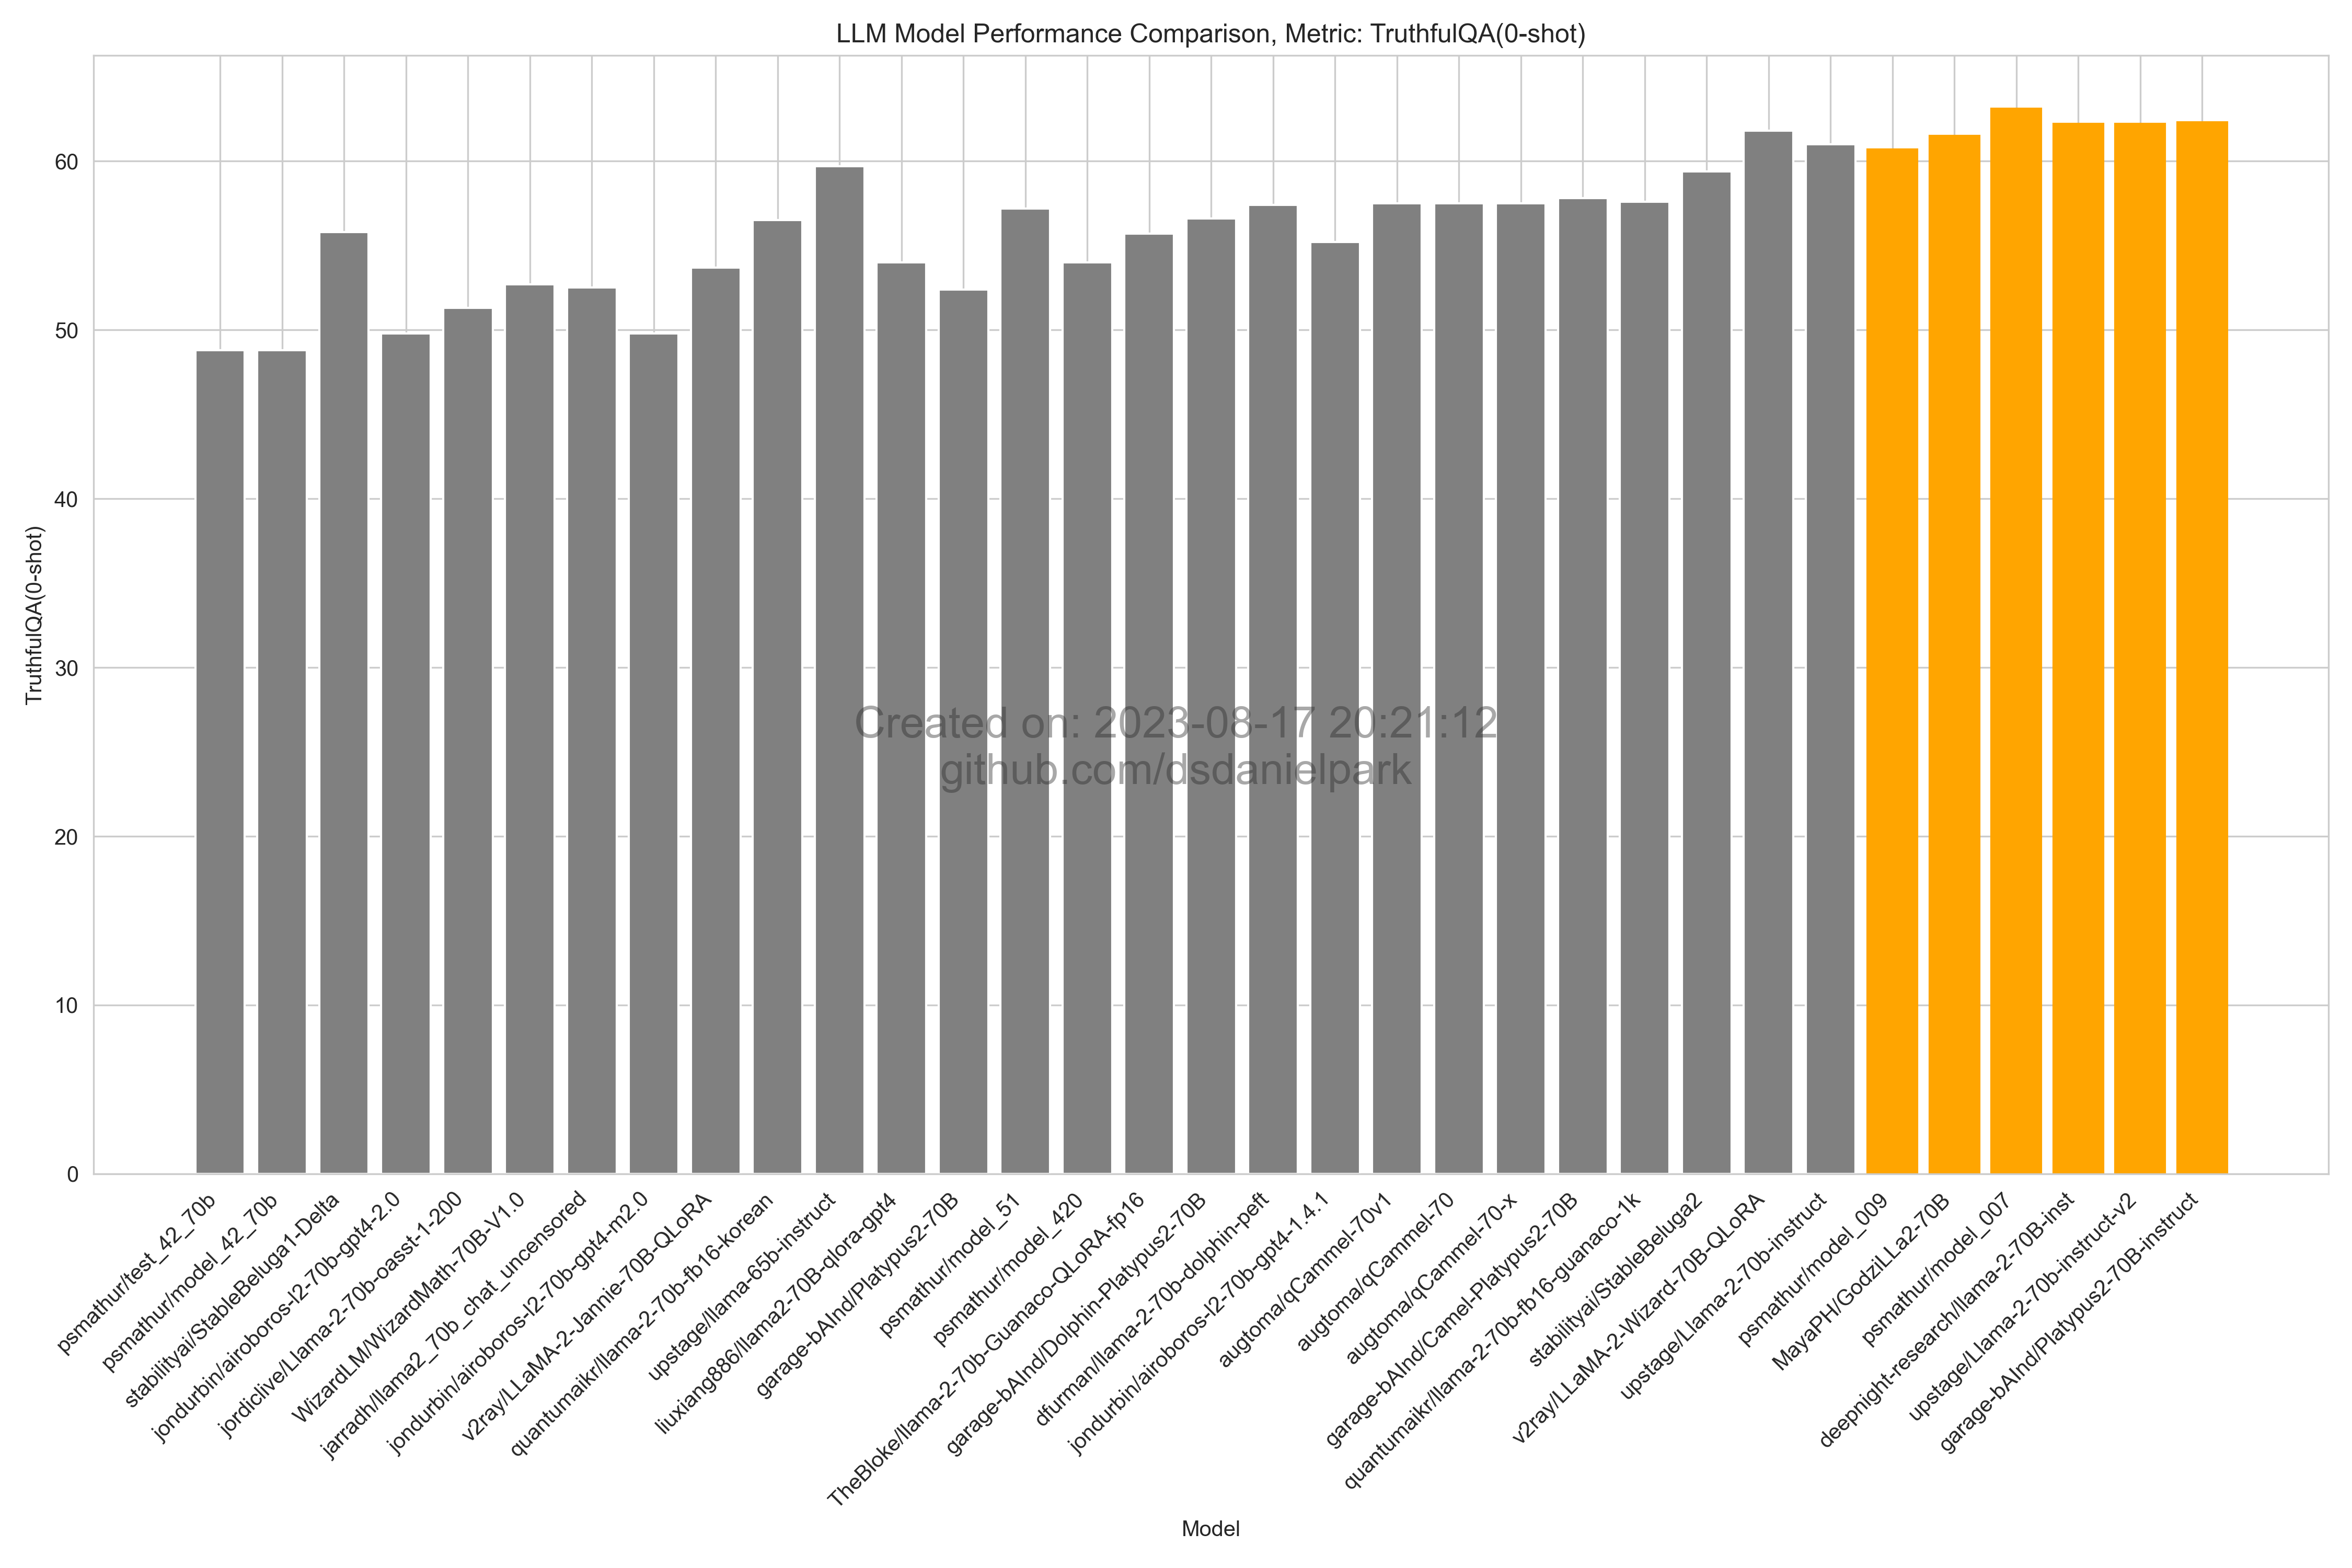 LLM Model Performance Comparison, Metric: TruthfulQA(0-shot)
TruthfulQA(0-shot)
60
50
40
30
20
10
0
Created on: 2023-08-17 20:21:12
github.com/dsdanielpark
psmathur/test_42_70b
psmathur/model_42_70b
stabilityai/StableBeluga1-Delta
jondurbin/airoboros-l2-70b-gpt4-2.0
jordiclive/Llama-2-70b-oasst-1-200
WizardLM/WizardMath-70B-V1.0
jarradh/llama2_70b_chat_uncensored
jondurbin/airoboros-l2-70b-gpt4-m2.0
v2ray/LLaMA-2-Jannie-70B-QLoRA
quantumaikr/llama-2-70b-fb16-korean
upstage/llama-65b-instruct
liuxiang886/llama2-70B-qlora-gpt4
garage-bAInd/Platypus2-70B
psmathur/model_51
psmathur/model_420
TheBloke/llama-2-70b-Guanaco-QLoRA-fp16
garage-bAInd/Dolphin-Platypus2-70B
dfurman/llama-2-70b-dolphin-peft
jondurbin/airoboros-l2-70b-gpt4-1.4.1
augtoma/qCammel-70v1
augtoma/qCammel-70
augtoma/qCammel-70-x
garage-bAInd/Camel-Platypus2-70B
quantumaikr/llama-2-70b-fb16-guanaco-1k
stabilityai/StableBeluga2
v2ray/LLaMA-2-Wizard-70B-QLoRA
upstage/Llama-2-70b-instruct
psmathur/model_009
MayaPH/GodziLLa2-70B
psmathur/model_007
deepnight-research/llama-2-70B-inst
upstage/Llama-2-70b-instruct-v2
garage-bAInd/Platypus2-70B-instruct
Model